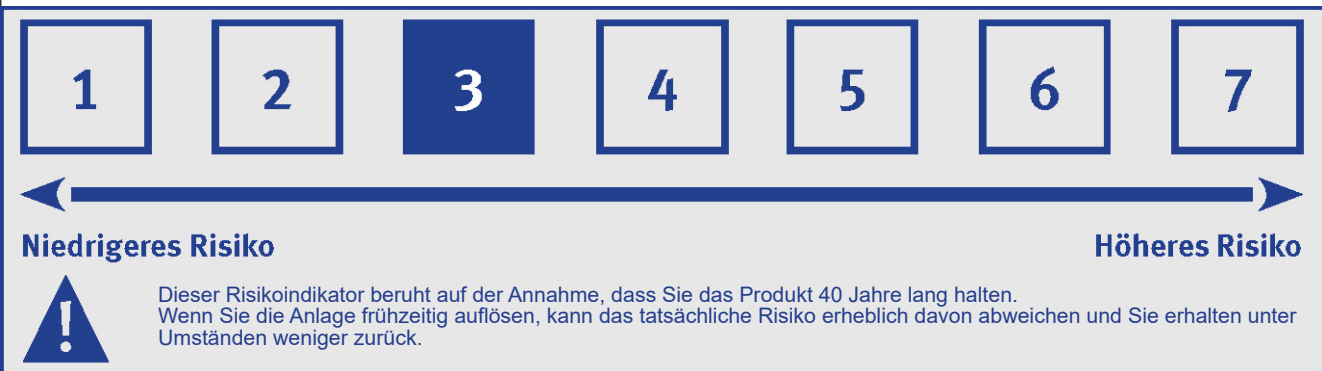 1 2 3 4 5 6 7
Niedrigeres Risiko Höheres Risiko
!
Dieser Risikoindikator beruht auf der Annahme, dass Sie das Produkt 40 Jahre lang halten.
Wenn Sie die Anlage frühzeitig auflösen, kann das tatsächliche Risiko erheblich davon abweichen und Sie erhalten unter
Umständen weniger zurück.